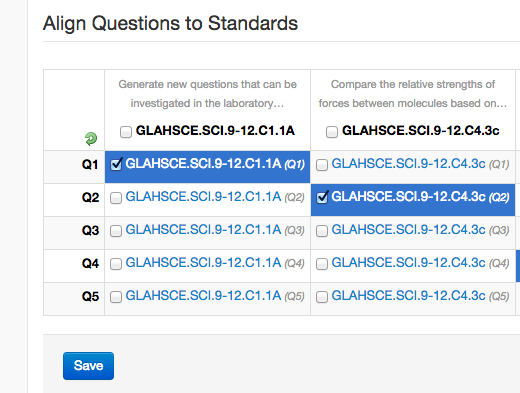 Align Questions to Standards
Generate new questions that can be
investigated in the laboratory…
Compare the relative strengths of
forces between molecules based on…
GLAHSCE.SCI.9-12.C1.1A GLAHSCE.SCI.9-12.C4.3c
Q1 GLAHSCE.SCI.9-12.C1.1A (Q1) GLAHSCE.SCI.9-12.C4.3c (Q1)
Q2 GLAHSCE.SCI.9-12.C1.1A (Q2) GLAHSCE.SCI.9-12.C4.3c (Q2)
Q3 GLAHSCE.SCI.9-12.C1.1A (Q3) GLAHSCE.SCI.9-12.C4.3c (Q3)
Q4 GLAHSCE.SCI.9-12.C1.1A (Q4) GLAHSCE.SCI.9-12.C4.3c (Q4)
Q5 GLAHSCE.SCI.9-12.C1.1A (Q5) GLAHSCE.SCI.9-12.C4.3c (Q5)
Save